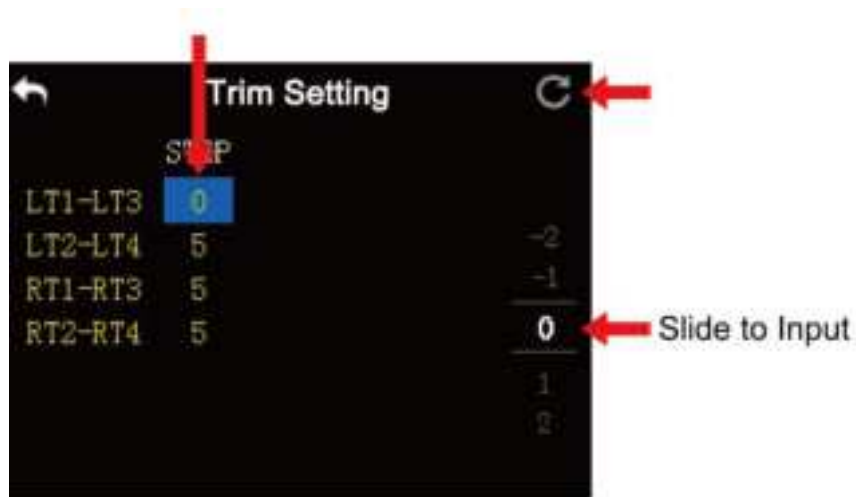 Trim Setting
STEP
LT1-LT3 0
LT2-LT4 5
RT1-RT3 5
RT2-RT4 5
-2
-1
0 Slide to Input
1
2